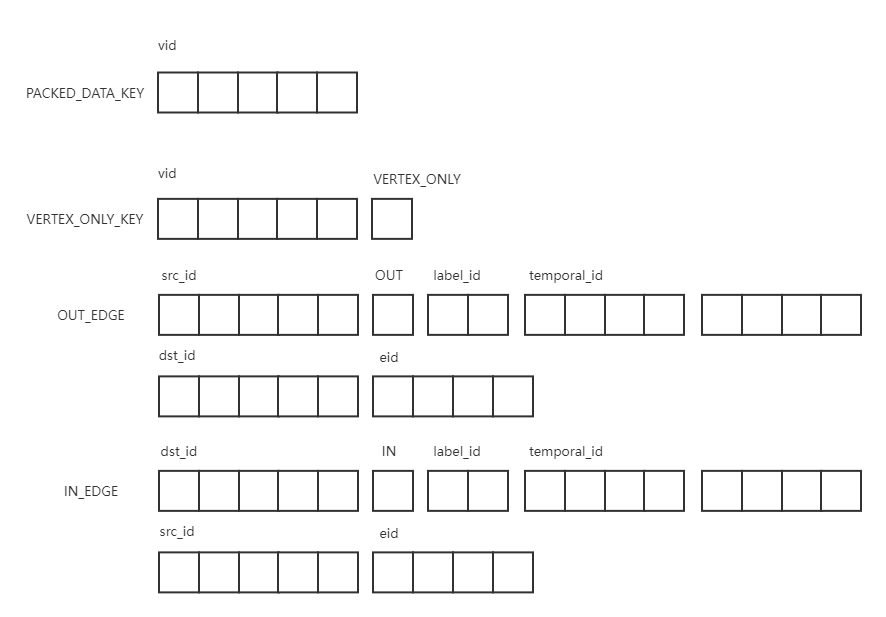 vid
PACKED_DATA_KEY
vid
VERTEX_ONLY
VERTEX_ONLY_KEY
src_id OUT label_id temporal_id
OUT_EDGE
dst_id eid
dst_id IN label_id temporal_id
IN_EDGE
src_id eid